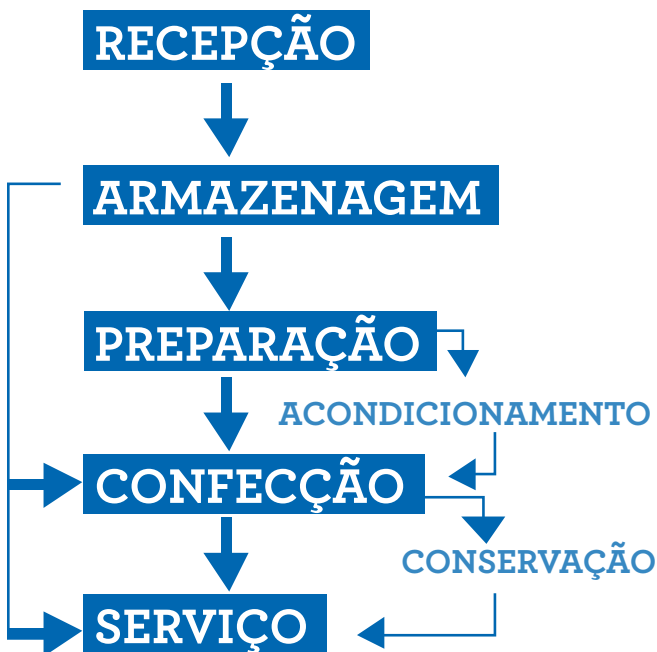 RECEPÇÃO
ARMAZENAGEM
PREPARAÇÃO
ACONDICIONAMENTO
CONFECÇÃO
CONSERVAÇÃO
SERVIÇO